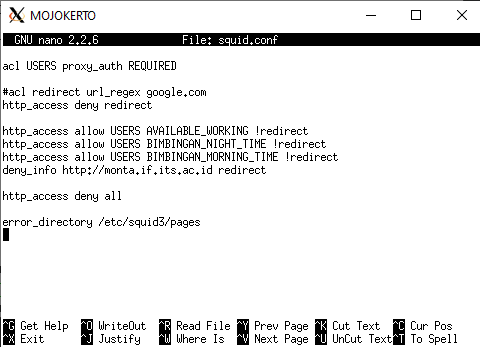 MOJOKERTO
GNU nano 2.2.6 File: squid.conf
acl USERS proxy_auth REQUIRED
#acl redirect url_regex google.com
http_access deny redirect
http_access allow USERS AVAILABLE_WORKING !redirect
http_access allow USERS BIMBINGAN_NIGHT_TIME !redirect
http_access allow USERS BIMBINGAN_MORNING_TIME !redirect
deny_info http://monta.if.its.ac.id redirect
http_access deny all
error_directory /etc/squid3/pages
^G Get Help ^O WriteOut ^R Read File ^Y Prev Page ^K Cut Text ^C Cur Pos
^X Exit ^J Justify ^W Where Is ^V Next Page ^U UnCut Text ^T To Spell